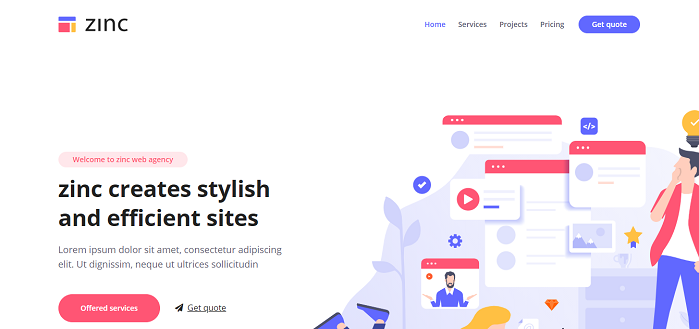 zinc
Home Services Projects Pricing Get quote
Welcome to zinc web agency
zinc creates stylish
and efficient sites
Lorem ipsum dolor sit amet, consectetur adipiscing
elit. Ut dignissim, neque ut ultrices sollicitudin
Offered services Get quote